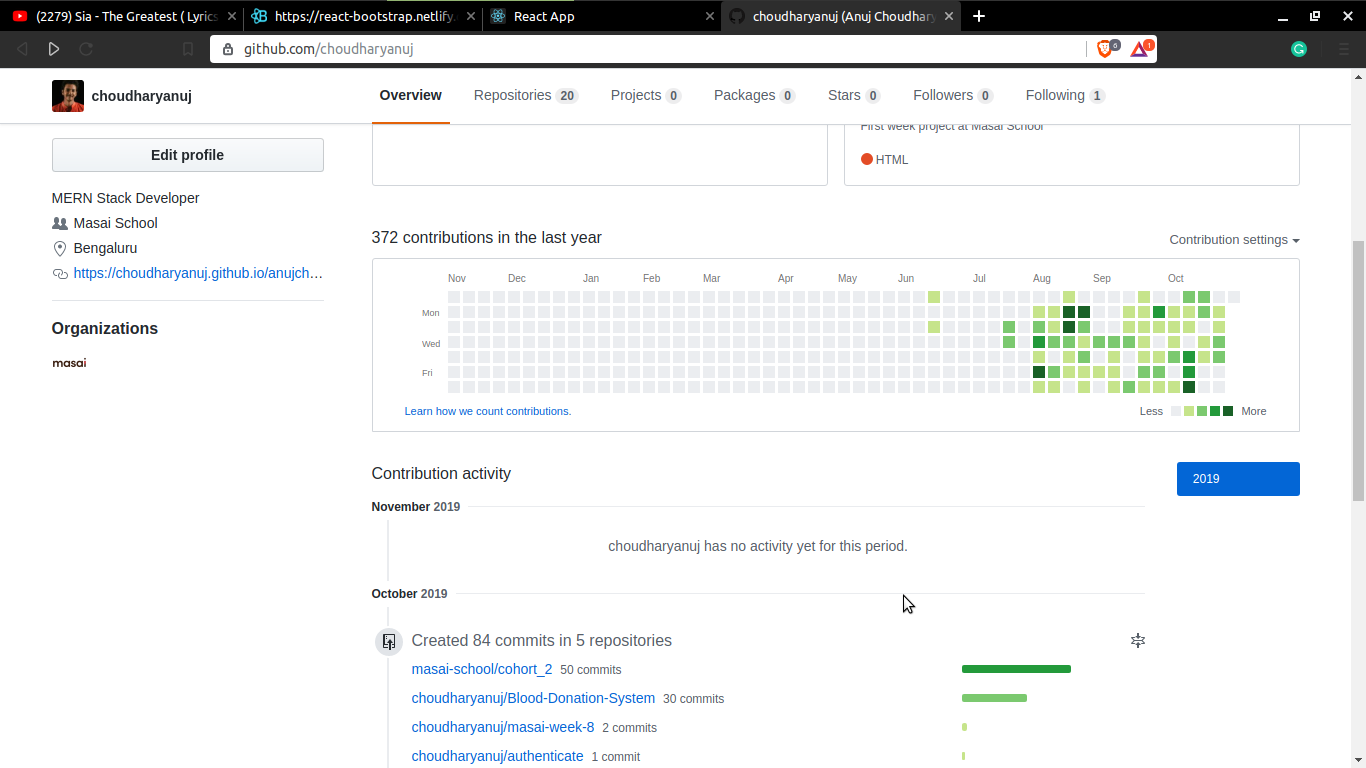 (2279) Sia - The Greatest ( Lyrics
https://react-bootstrap.netlify.
React App
choudharyanuj (Anuj Choudhary
github.com/choudharyanuj
6
1
choudharyanuj
Overview
Repositories 20
Projects 0
Packages 0
Stars 0
Followers 0
Following 1
First week project at Masai School
HTML
Edit profile
MERN Stack Developer
Masai School
Bengaluru
https://choudharyanuj.github.io/anujch...
Organizations
masai
372 contributions in the last year
Contribution settings
Nov Dec Jan Feb Mar Apr May Jun Jul Aug Sep Oct
Mon
Wed
Fri
Learn how we count contributions.
Less More
Contribution activity
2019
November 2019
choudharyanuj has no activity yet for this period.
October 2019
Created 84 commits in 5 repositories
masai-school/cohort_2 50 commits
choudharyanuj/Blood-Donation-System 30 commits
choudharyanuj/masai-week-8 2 commits
choudharyanuj/authenticate 1 commit